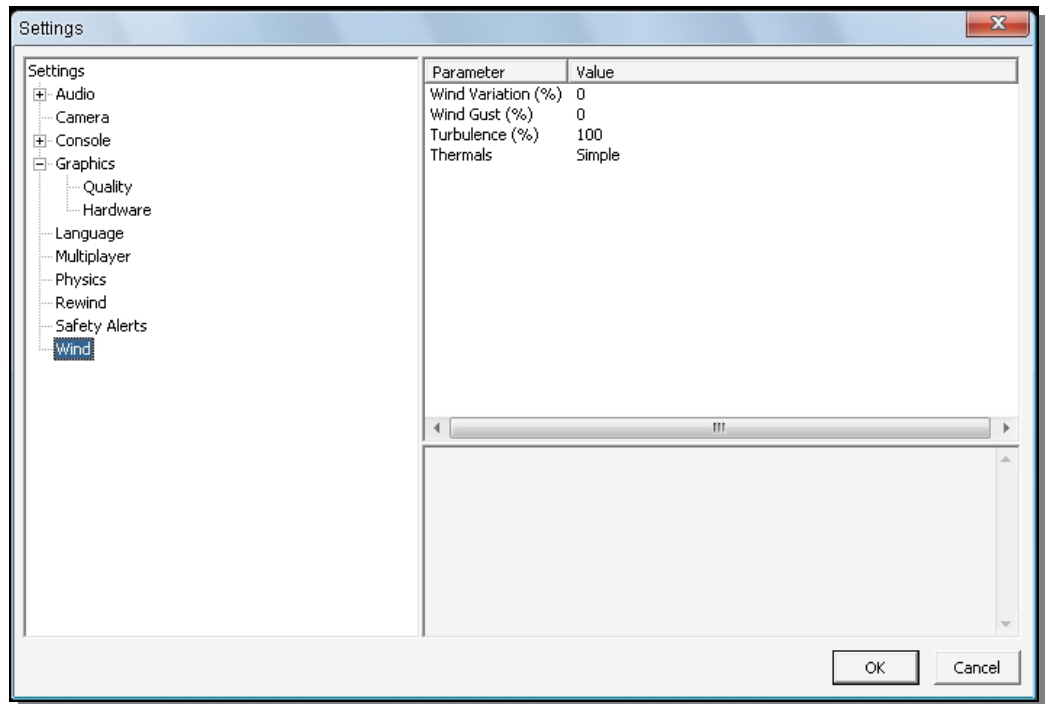 Settings
Settings
Audio
Camera
Console
Graphics
Quality
Hardware
Language
Multiplayer
Physics
Rewind
Safety Alerts
Wind
Parameter Value
Wind Variation (%) 0
Wind Gust (%) 0
Turbulence (%) 100
Thermals Simple
OK Cancel